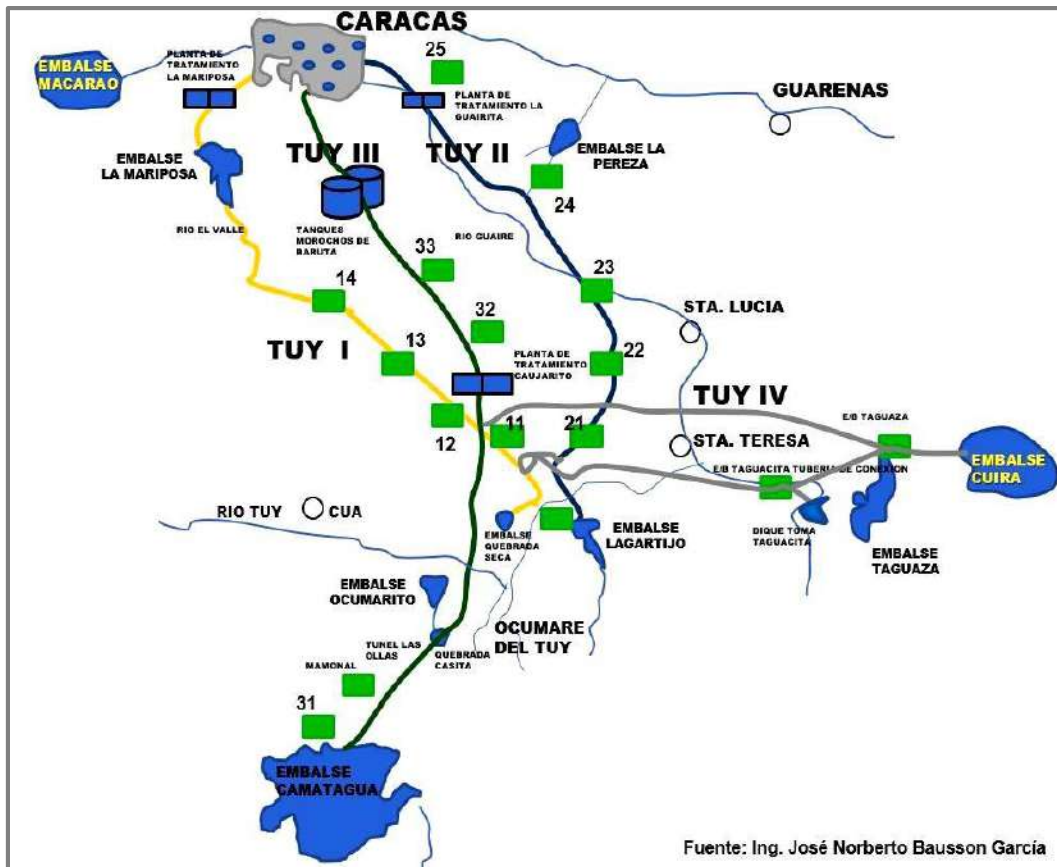 CARACAS
25
PLANTA DE
TRATAMIENTO
LA MARIPOSA
EMBALSE
MACARAO
PLANTA DE
TRATAMIENTO LA
GUAIRITA
GUARENAS
EMBALSE
LA MARIPOSA
TUY III
TUY II
EMBALSE LA
PEREZA
24
RIO EL VALLE
TANQUES
MOROCHOS DE
BARUTA
RIO GUAIRE
33
23
14
32
STA. LUCIA
TUY I
13
PLANTA DE
TRATAMIENTO
CAUJARITO
22
TUY IV
12
11
21
STA. TERESA
E/B TAGUAZA
E/B TAGUACITA TUBERIA DE CONEXION
EMBALSE
CUIRA
RIO TUY
CUA
EMBALSE
QUEBRADA
SECA
EMBALSE
LAGARTIJO
DIQUE TOMA
TAGUACITA
EMBALSE
TAGUAZA
EMBALSE
OCUMARITO
OCUMARE
DEL TUY
TUNEL LAS
OLLAS
QUEBRADA
CASITA
MAMONAL
31
EMBALSE
CAMATAGUA
Fuente: Ing. José Norberto Bausson García